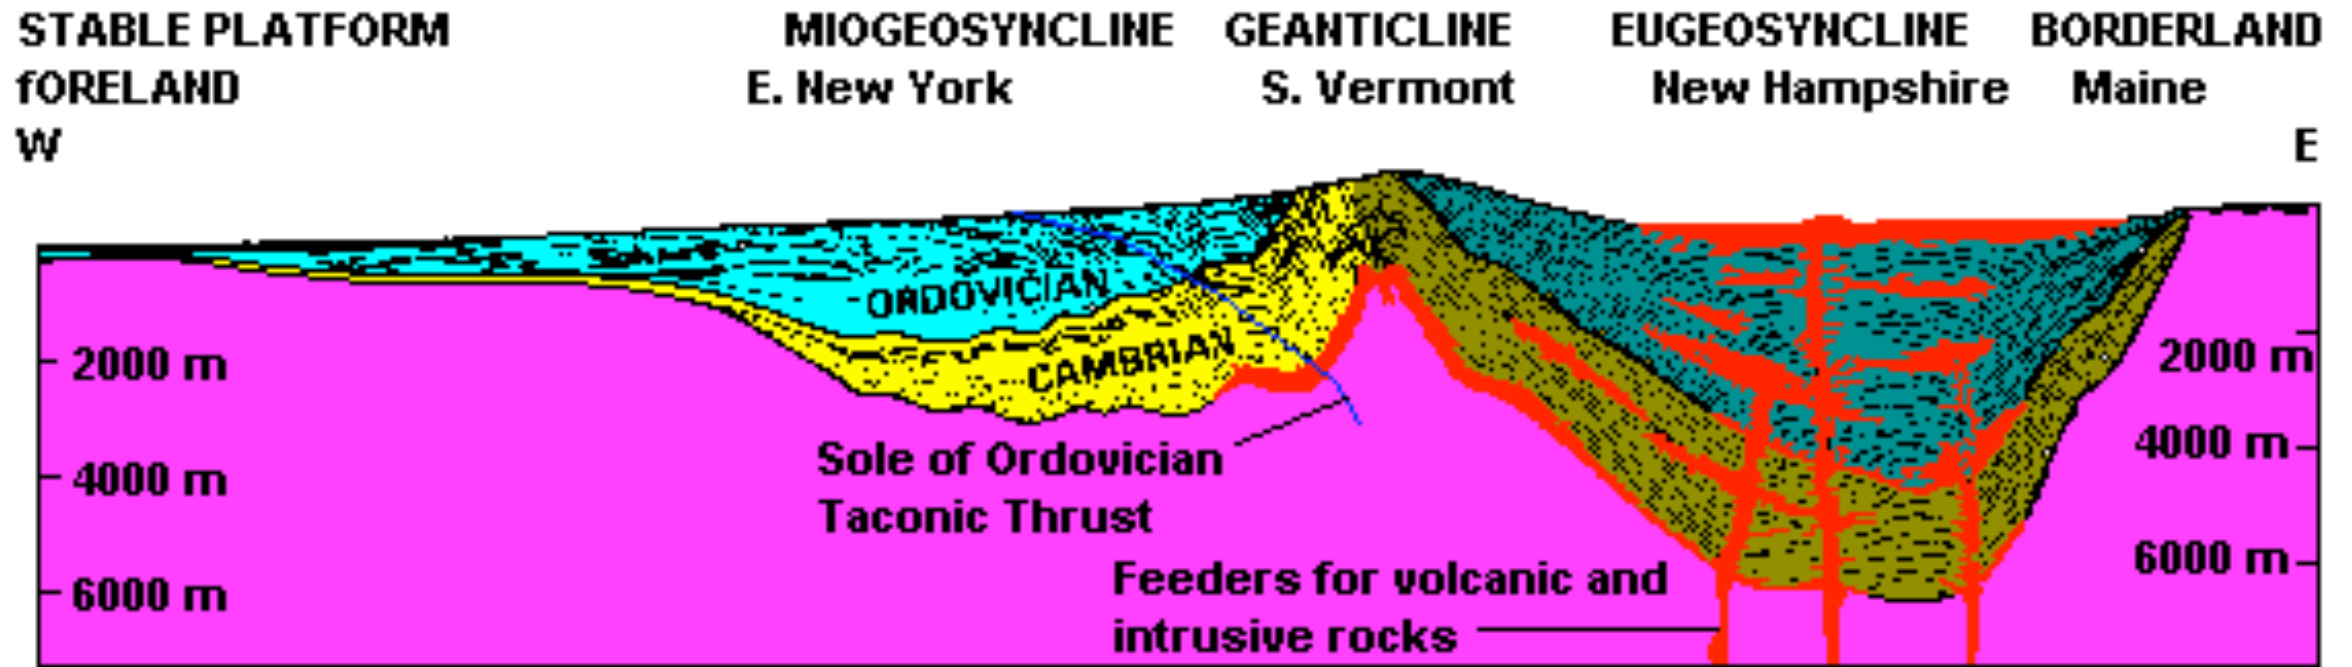 STABLE PLATFORM MIOGEOSYNCLINE GEANTICLINE EUGEOSYNCLINE BORDERLAND
fORELAND E. New York S. Vermont New Hampshire Maine
W E
ORDOVICIAN
CAMBRIAN
2000 m 2000 m
4000 m 4000 m
6000 m 6000 m
Sole of Ordovician
Taconic Thrust
Feeders for volcanic and
intrusive rocks